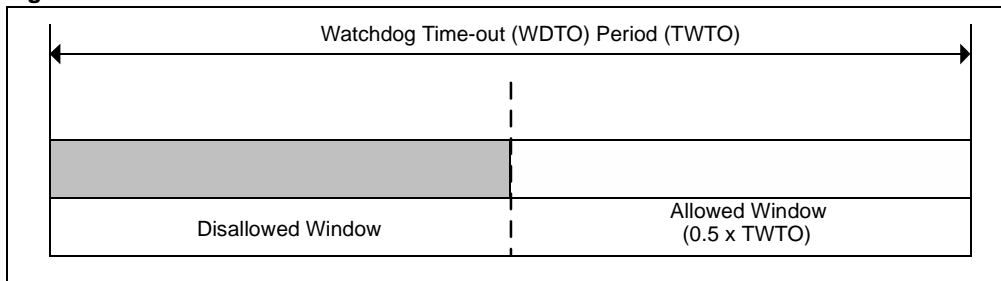 Watchdog Time-out (WDTO) Period (TWTO)
Disallowed Window
Allowed Window
(0.5 x TWTO)